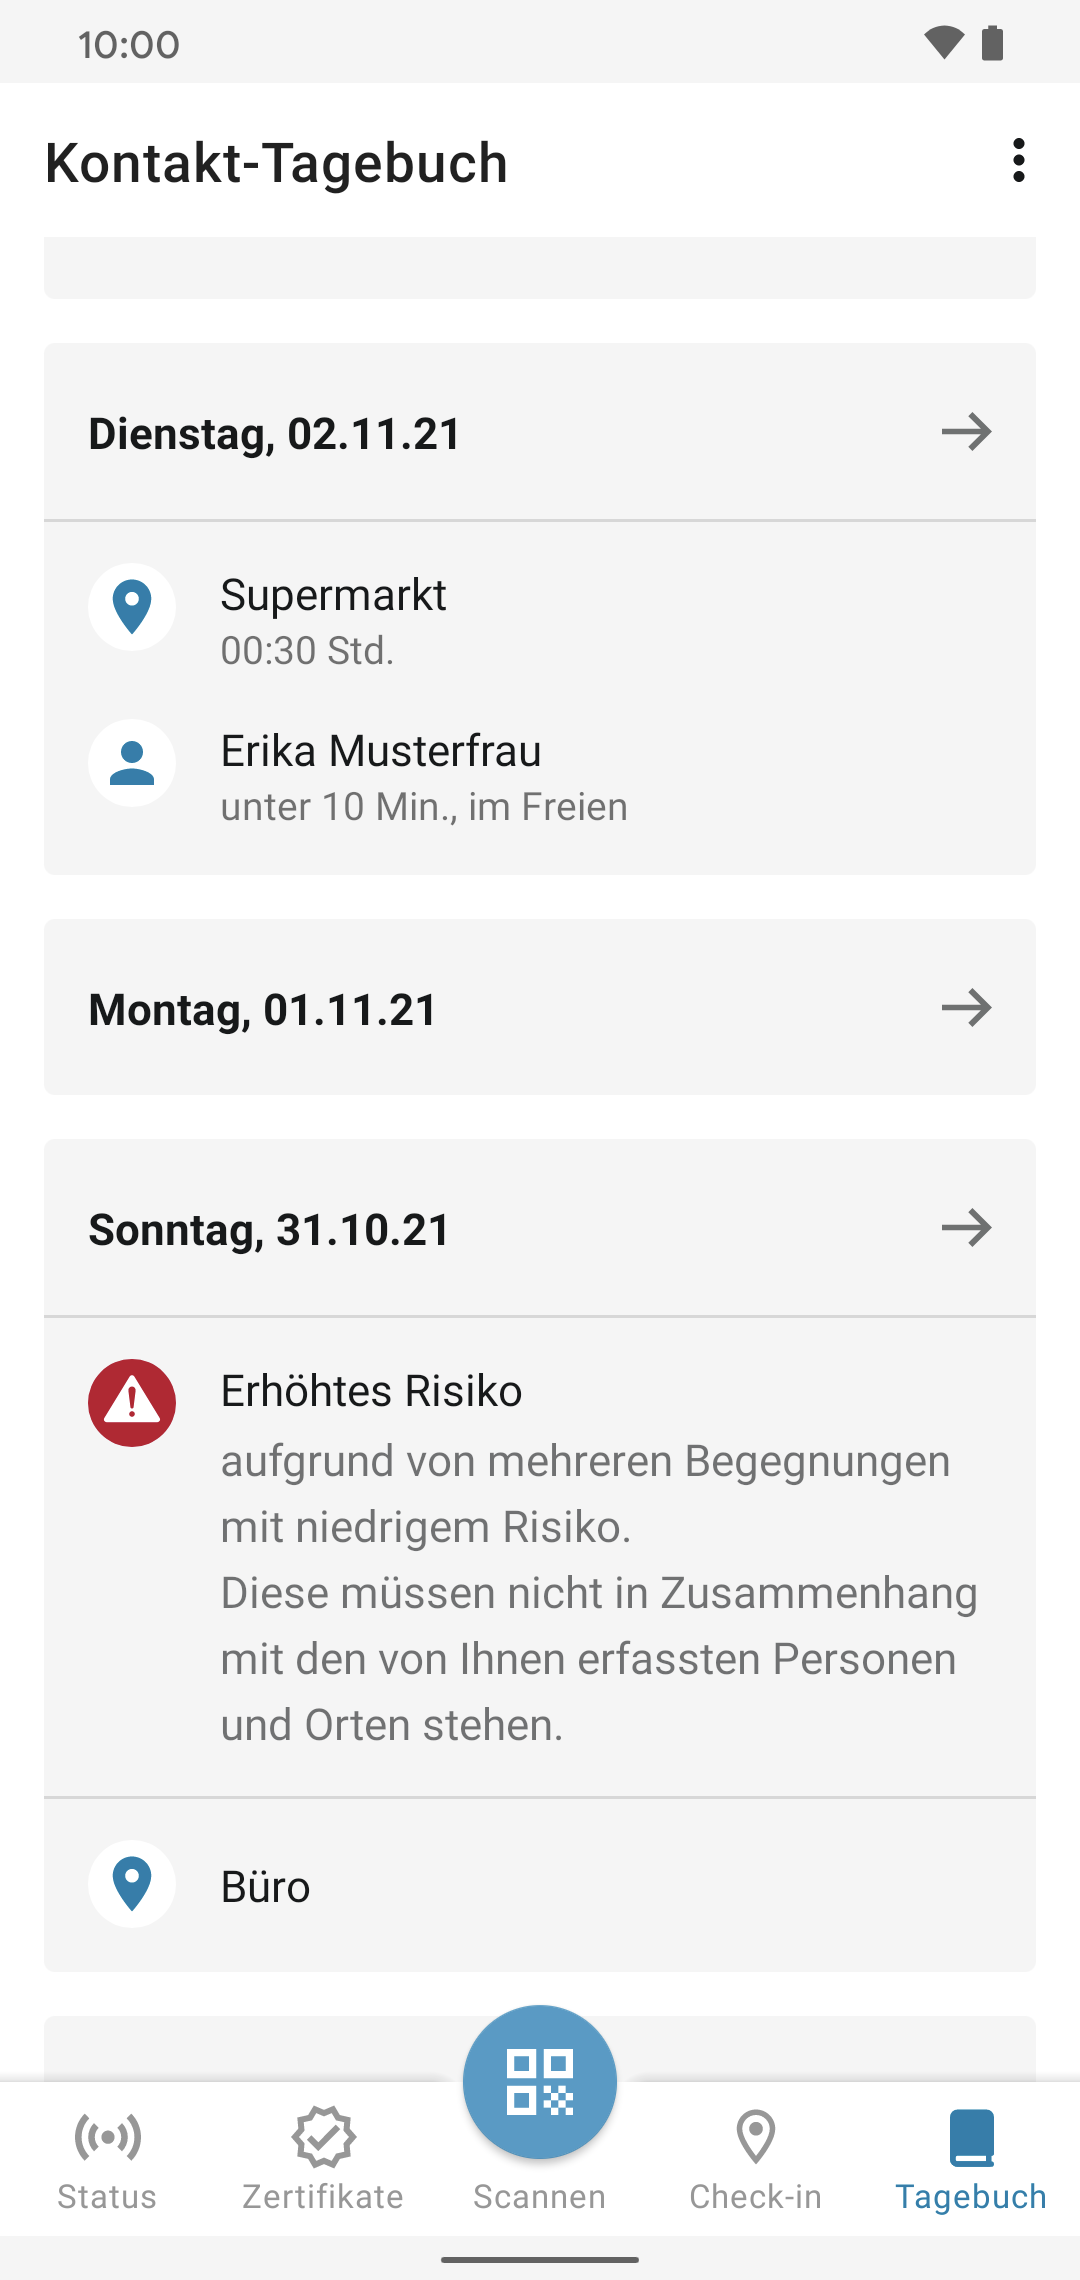 10:00
Kontakt-Tagebuch
Dienstag, 02.11.21
Supermarkt
00:30 Std.
Erika Musterfrau
unter 10 Min., im Freien
Montag, 01.11.21
Sonntag, 31.10.21
Erhöhtes Risiko
aufgrund von mehreren Begegnungen
mit niedrigem Risiko.
Diese müssen nicht in Zusammenhang
mit den von Ihnen erfassten Personen
und Orten stehen.
Büro
Status
Zertifikate
Scannen
Check-in
Tagebuch